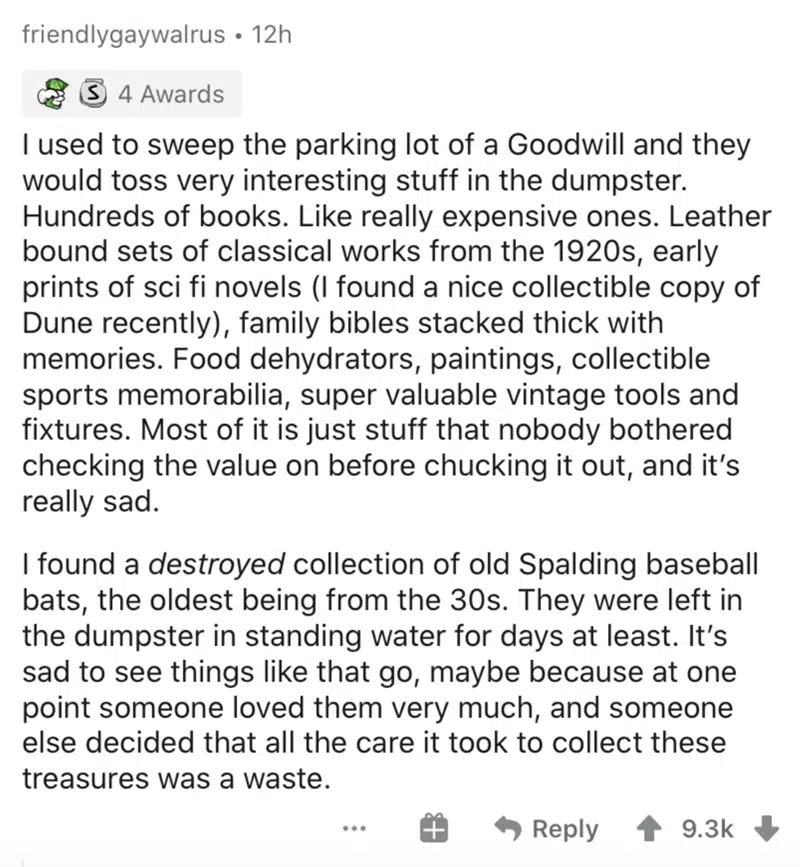 friendlygaywalrus • 12h
S 4 Awards
I used to sweep the parking lot of a Goodwill and they
would toss very interesting stuff in the dumpster.
Hundreds of books. Like really expensive ones. Leather
bound sets of classical works from the 1920s, early
prints of sci fi novels (I found a nice collectible copy of
Dune recently), family bibles stacked thick with
memories. Food dehydrators, paintings, collectible
sports memorabilia, super valuable vintage tools and
fixtures. Most of it is just stuff that nobody bothered
checking the value on before chucking it out, and it's
really sad.
I found a destroyed collection of old Spalding baseball
bats, the oldest being from the 30s. They were left in
the dumpster in standing water for days at least. It's
sad to see things like that go, maybe because at one
point someone loved them very much, and someone
else decided that all the care it took to collect these
treasures was a waste.
... Reply 9.3k